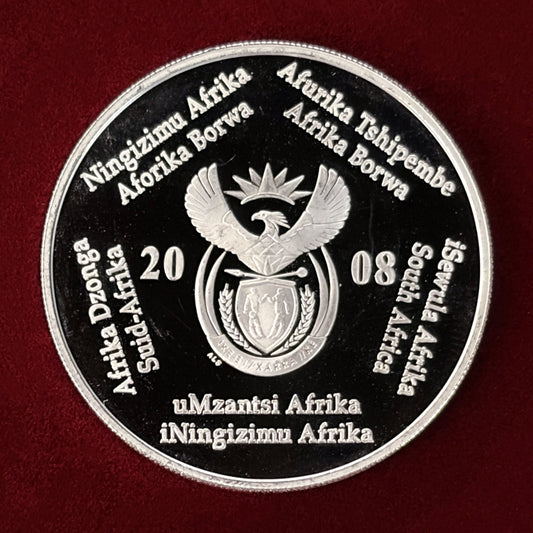 Ningizimu Afrika
Aforika Borwa
Afurika Tshipembe
Afrika Borwa
iSewula Afrika
South Africa
uMzantsi Afrika
iNingizimu Afrika
Afrika Dzonga
Suid-Afrika
20 08
ALS